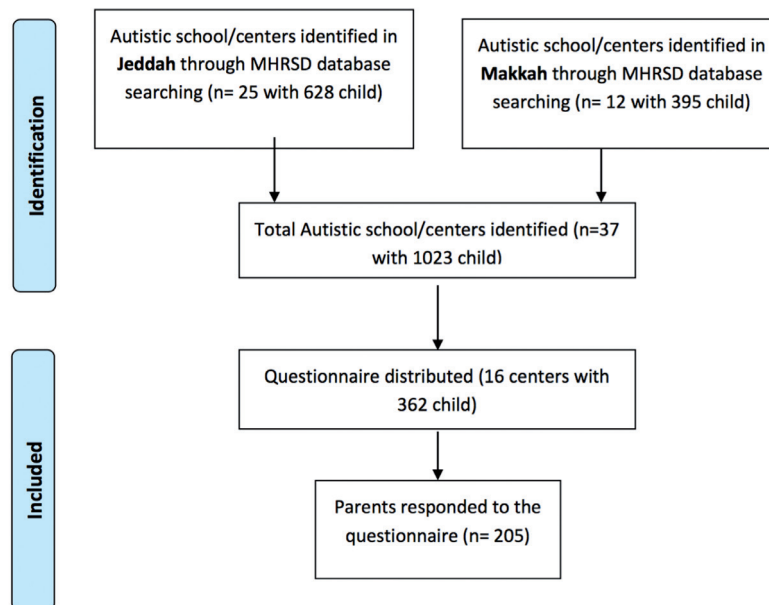 Identification
Autistic school/centers identified in
Jeddah through MHRSD database
searching (n= 25 with 628 child)
Autistic school/centers identified in
Makkah through MHRSD database
searching (n= 12 with 395 child)
Total Autistic school/centers identified (n=37
with 1023 child)
Included
Questionnaire distributed (16 centers with
362 child)
Parents responded to the
questionnaire (n= 205)